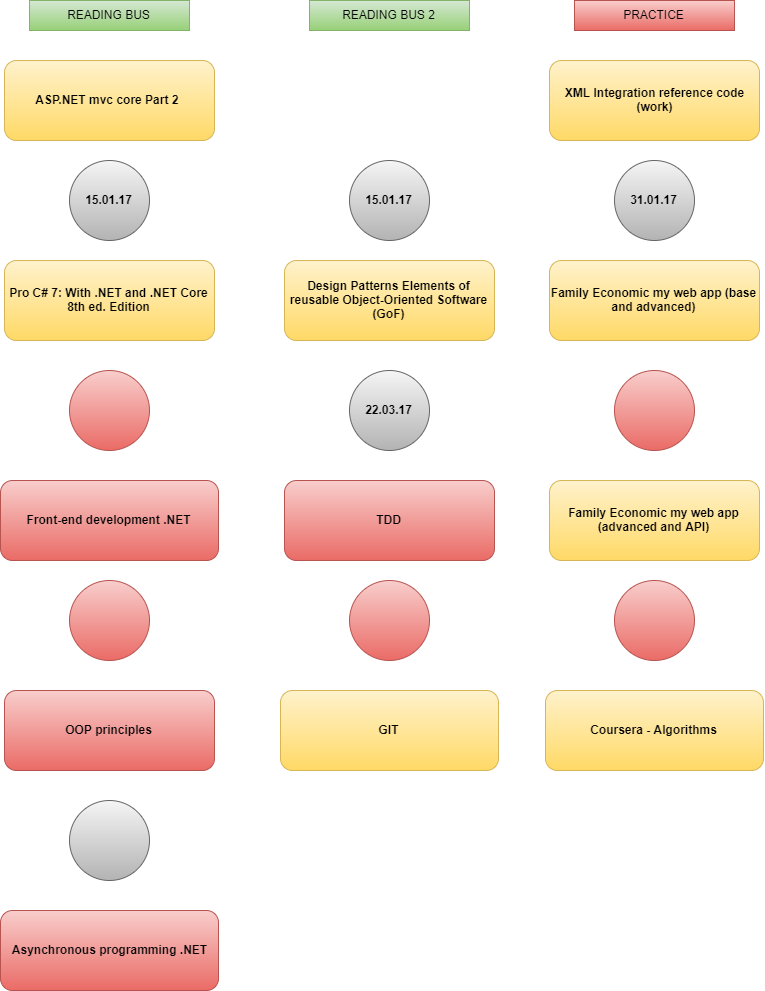 READING BUS
READING BUS 2
PRACTICE
ASP.NET mvc core Part 2
XML Integration reference code
(work)
15.01.17
15.01.17
31.01.17
Pro C# 7: With .NET and .NET Core
8th ed. Edition
Design Patterns Elements of
reusable Object-Oriented Software
(GoF)
Family Economic my web app (base
and advanced)
22.03.17
Front-end development .NET
TDD
Family Economic my web app
(advanced and API)
OOP principles
GIT
Coursera - Algorithms
Asynchronous programming .NET